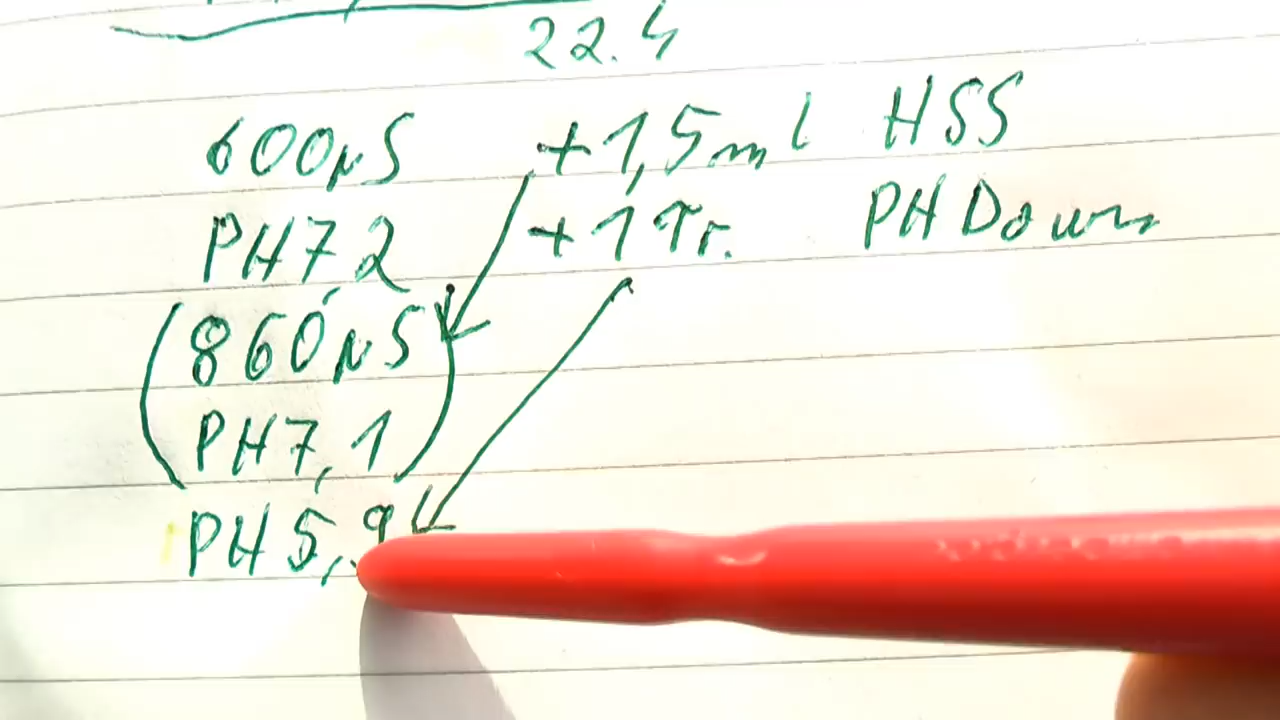 22.4
600µS +1,5ml HSS
PH7,2 +1Tr. PH Down
(860µS
PH7,1)
PH5,9